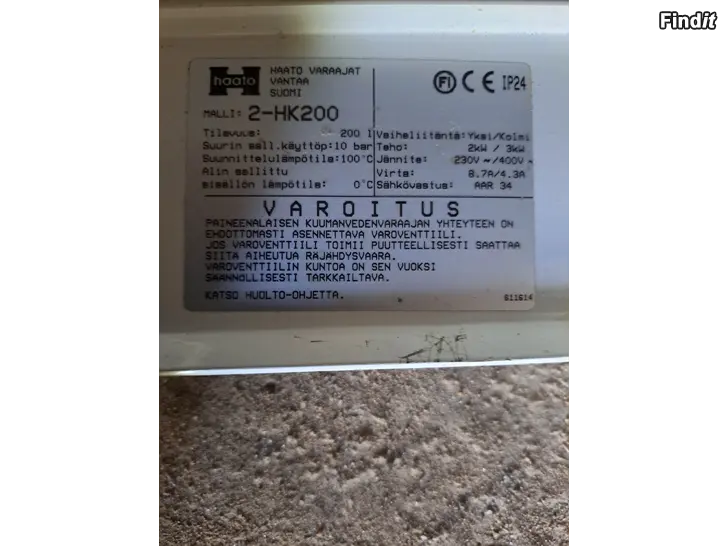 Findit
haato
HAATO VARAAJAT
VANTAA
SUOMI
FI CE IP24
MALLI: 2-HK200
Tilavuus: 200 l
Suurin sall.käyttöp:10 bar
Suunnittelulämpötila:100°C
Alin sallittu
sisällön lämpötila: 0°C
Vaiheliitäntä:Yksi/Kolmi
Teho: 2kW / 3kW
Jännite: 230V ~/400V~
Virta: 8.7A/4.3A
Sähkövastus: AAR 34
VAROITUS
PAINEENALAISEN KUUMANVEDENVARAAJAN YHTEYTEEN ON
EHDOTTOMASTI ASENNETTAVA VAROVENTTIILI.
JOS VAROVENTTIILI TOIMII PUUTTEELLISESTI SAATTAA
SIITÄ AIHEUTUA RÄJÄHDYSVAARA.
VAROVENTTIILIN KUNTOA ON SEN VUOKSI
SÄÄNNÖLLISESTI TARKKAILTAVA.
KATSO HUOLTO-OHJETTA.
611614